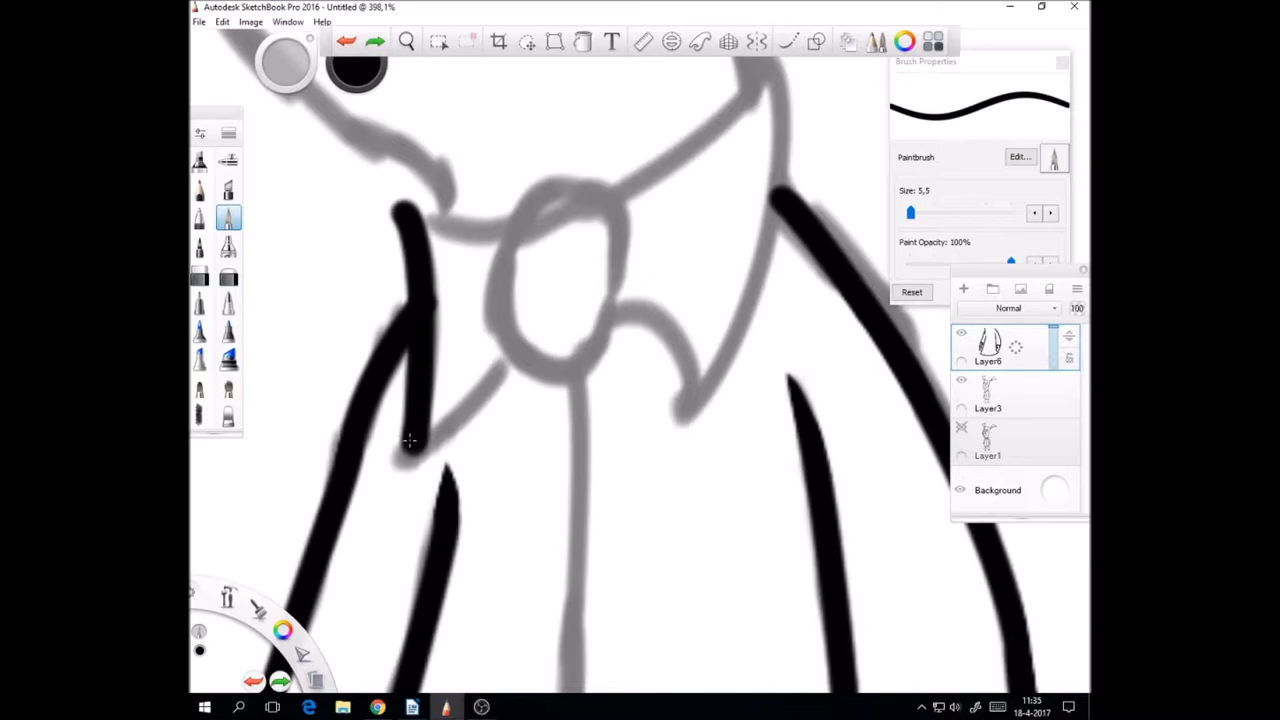 Autodesk SketchBook Pro 2016 - Untitled @ 398,1%
File Edit Image Window Help
Brush Properties
Paintbrush
Edit...
Size: 5,5
Paint Opacity: 100%
Reset
Normal
100
Layer6
Layer3
Layer1
Background
11:35
18-4-2017